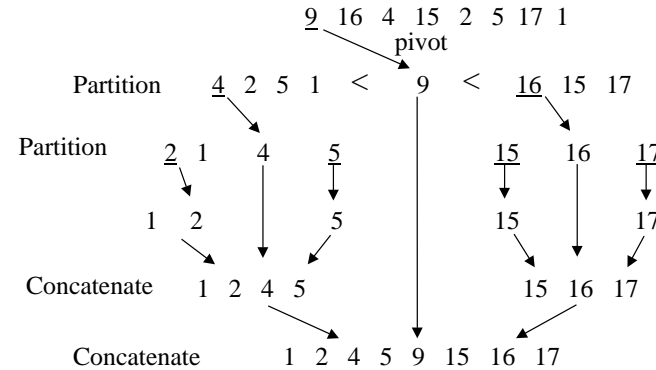 9 16 4 15 2 5 17 1
pivot
Partition 4 2 5 1 < 9 < 16 15 17
Partition 2 1 4 5 15 16 17
1 2 5 15 17
Concatenate 1 2 4 5 15 16 17
Concatenate 1 2 4 5 9 15 16 17